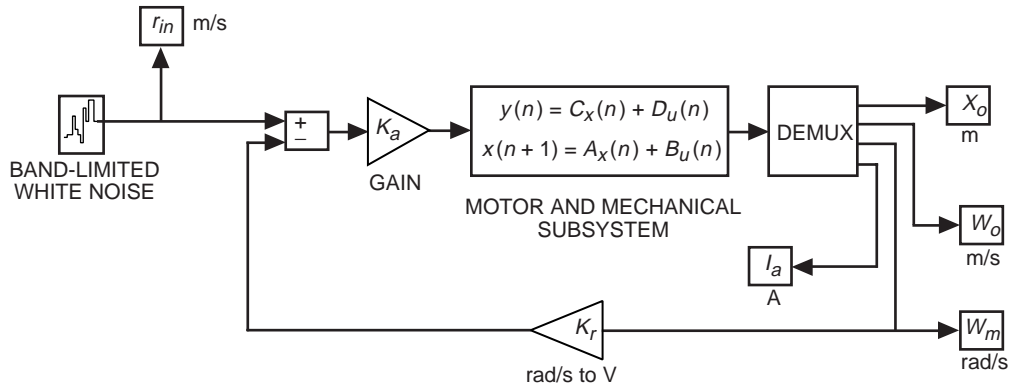 r_in m/s
BAND-LIMITED
WHITE NOISE
+
−
K_a
GAIN
y(n) = C_x(n) + D_u(n)
x(n + 1) = A_x(n) + B_u(n)
MOTOR AND MECHANICAL
SUBSYSTEM
DEMUX
X_o
m
W_o
m/s
I_a
A
K_r
rad/s to V
W_m
rad/s